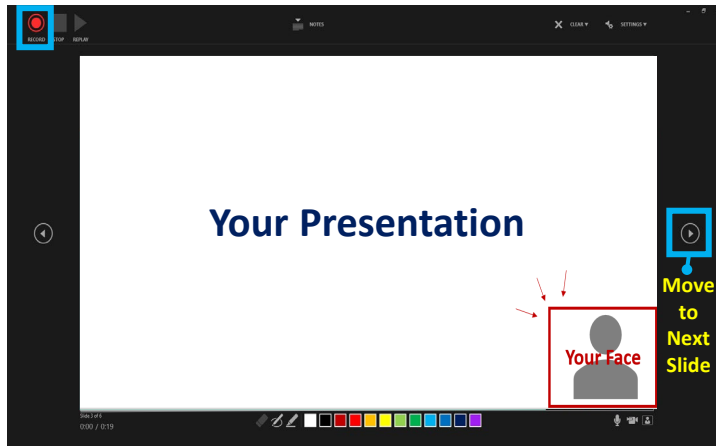 RECORD STOP REPLAY
NOTES
CLEAR SETTINGS
Your Presentation
Move
to
Next
Slide
Your Face
Slide 3 of 6
0:00 / 0:19